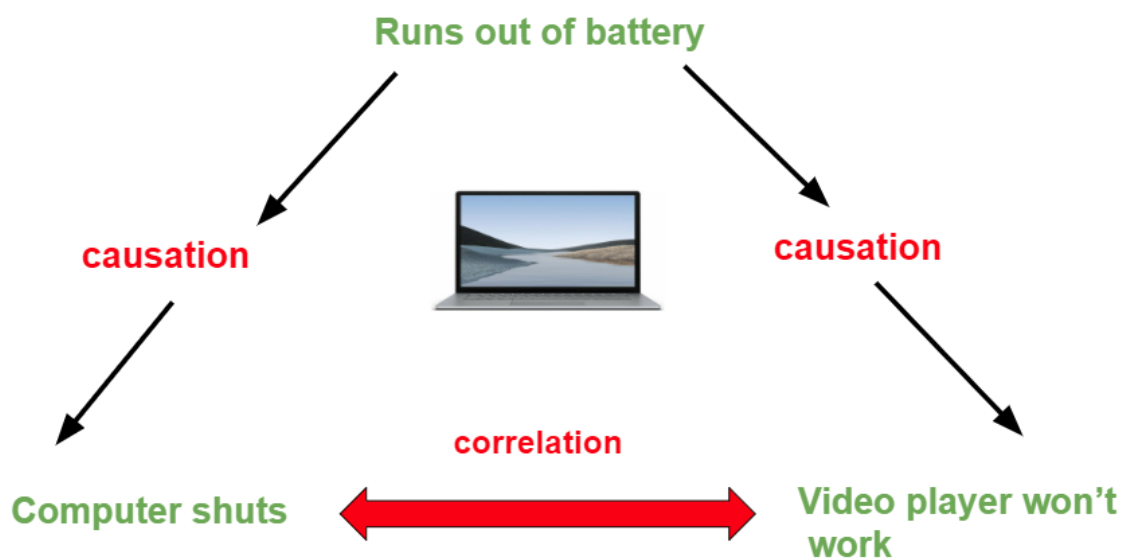 Runs out of battery
causation
causation
correlation
Computer shuts
Video player won’t
work